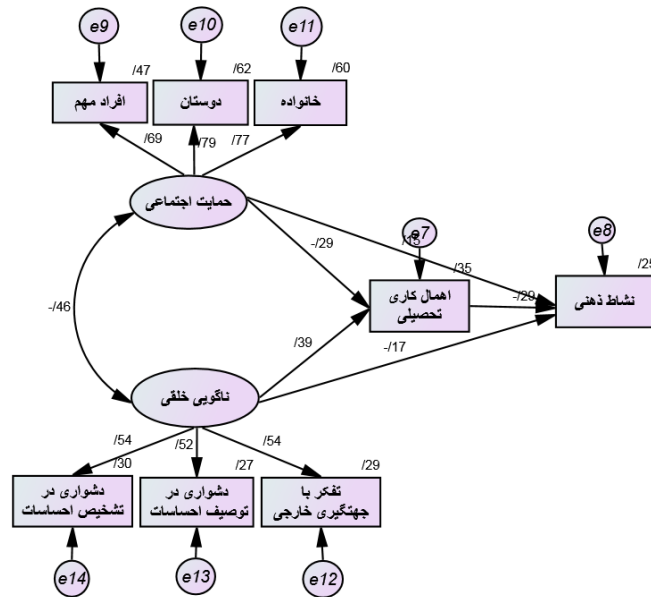 e9
e10
e11
/47
/62
/60
افراد مهم
دوستان
خانواده
/69
/79
/77
حمایت اجتماعی
e7
e8
-/29
/15
/35
/25
-/46
اهمال کاری
تحصیلی
-/29
نشاط ذهنی
/39
-/17
ناگویی خلقی
/54
/52
/54
/30
/27
/29
دشواری در
تشخیص احساسات
دشواری در
توصیف احساسات
تفکر با
جهتگیری خارجی
e14
e13
e12